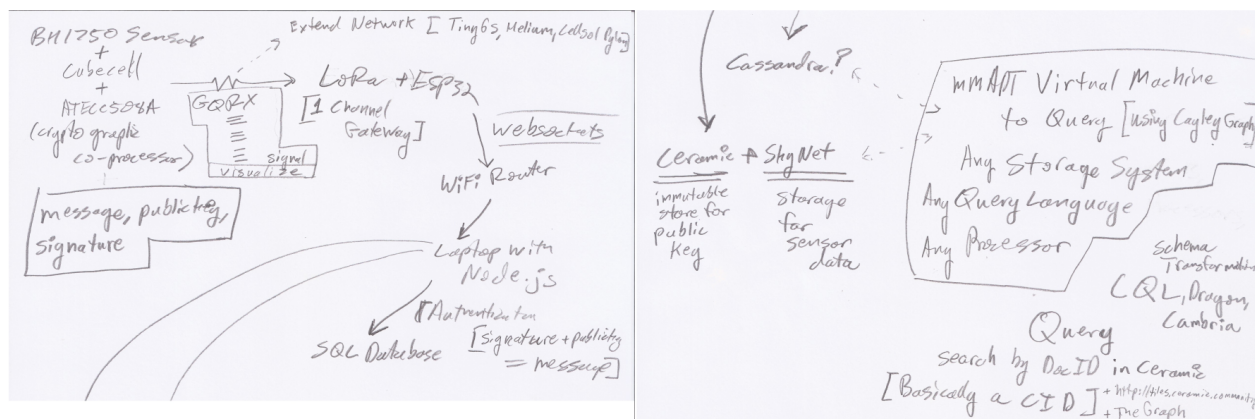 BH1750 Sensor
+
Cubecell
+
ATECC508A
(cryptographic
co-processor)
message, publickey,
signature
GQRX
signal
visualize
Extend Network [TinyGS, Helium, Cellsol
LoRa + ESP32
[1 Channel
Gateway]
Websockets
WiFi Router
Laptop with
Node.js
Authentication
[signature + publickey
= message]
SQL Database
Cassandra?
Ceramic + SkyNet
immutable
store for
public
key
storage
for
sensor
data
mmADT Virtual Machine
to Query [using Cayley Graph]
Any Storage System
Any Query Language
Any Processor
Schema
Transformation
CQL, Dragon,
Cambria
Query
search by DocID in Ceramic
[Basically a CID]
+ http://tiles.ceramic.community
+ The Graph